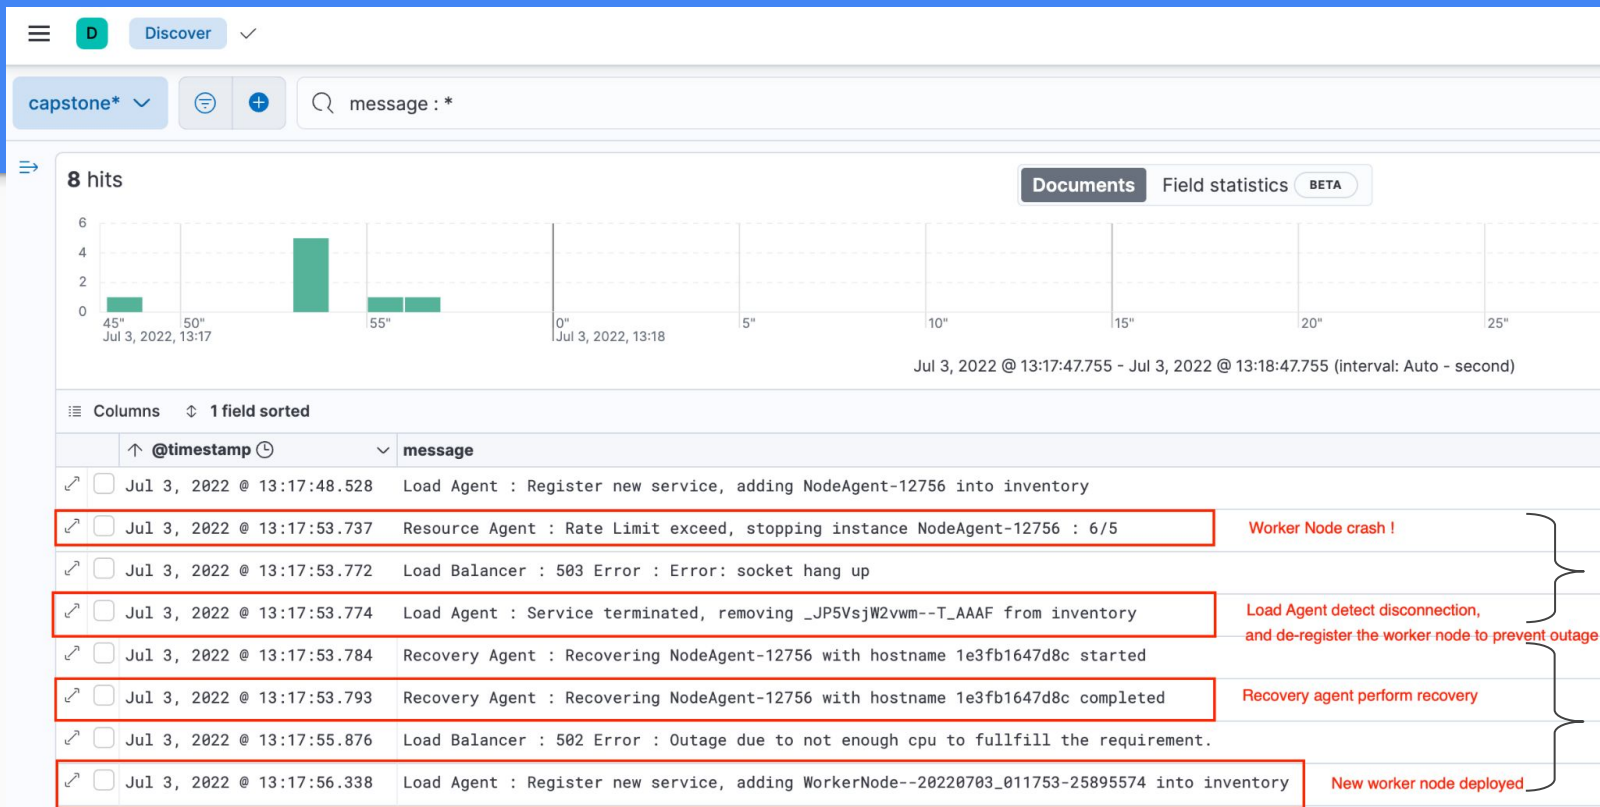 D Discover
capstone* message : *
8 hits
Documents Field statistics BETA
6
4
2
0
45" 50" 55" 0" 5" 10" 15" 20" 25"
Jul 3, 2022, 13:17 Jul 3, 2022, 13:18
Jul 3, 2022 @ 13:17:47.755 - Jul 3, 2022 @ 13:18:47.755 (interval: Auto - second)
Columns 1 field sorted
@timestamp message
Jul 3, 2022 @ 13:17:48.528 Load Agent : Register new service, adding NodeAgent-12756 into inventory
Jul 3, 2022 @ 13:17:53.737 Resource Agent : Rate Limit exceed, stopping instance NodeAgent-12756 : 6/5 Worker Node crash !
Jul 3, 2022 @ 13:17:53.772 Load Balancer : 503 Error : Error: socket hang up
Jul 3, 2022 @ 13:17:53.774 Load Agent : Service terminated, removing _JP5VsjW2vwm--T_AAAF from inventory Load Agent detect disconnection,
and de-register the worker node to prevent outage
Jul 3, 2022 @ 13:17:53.784 Recovery Agent : Recovering NodeAgent-12756 with hostname 1e3fb1647d8c started
Jul 3, 2022 @ 13:17:53.793 Recovery Agent : Recovering NodeAgent-12756 with hostname 1e3fb1647d8c completed Recovery agent perform recovery
Jul 3, 2022 @ 13:17:55.876 Load Balancer : 502 Error : Outage due to not enough cpu to fullfill the requirement.
Jul 3, 2022 @ 13:17:56.338 Load Agent : Register new service, adding WorkerNode--20220703_011753-25895574 into inventory New worker node deployed